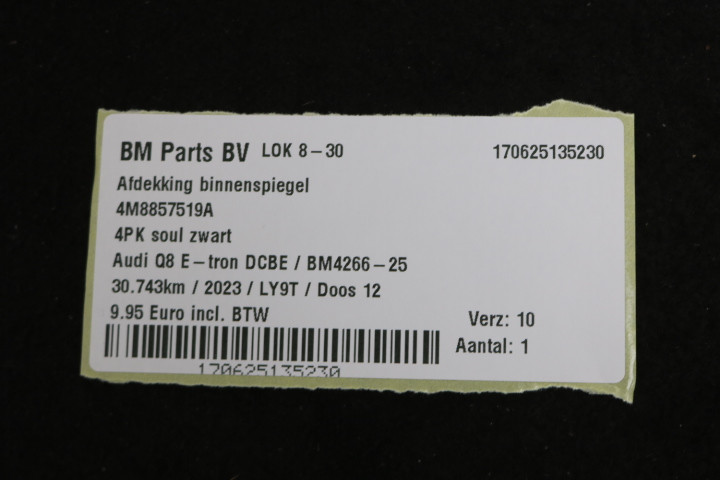 BM Parts BV LOK 8-30 170625135230
Afdekking binnenspiegel
4M8857519A
4PK soul zwart
Audi Q8 E-tron DCBE / BM4266-25
30.743km / 2023 / LY9T / Doos 12
9.95 Euro incl. BTW
Verz: 10
Aantal: 1
170625135230